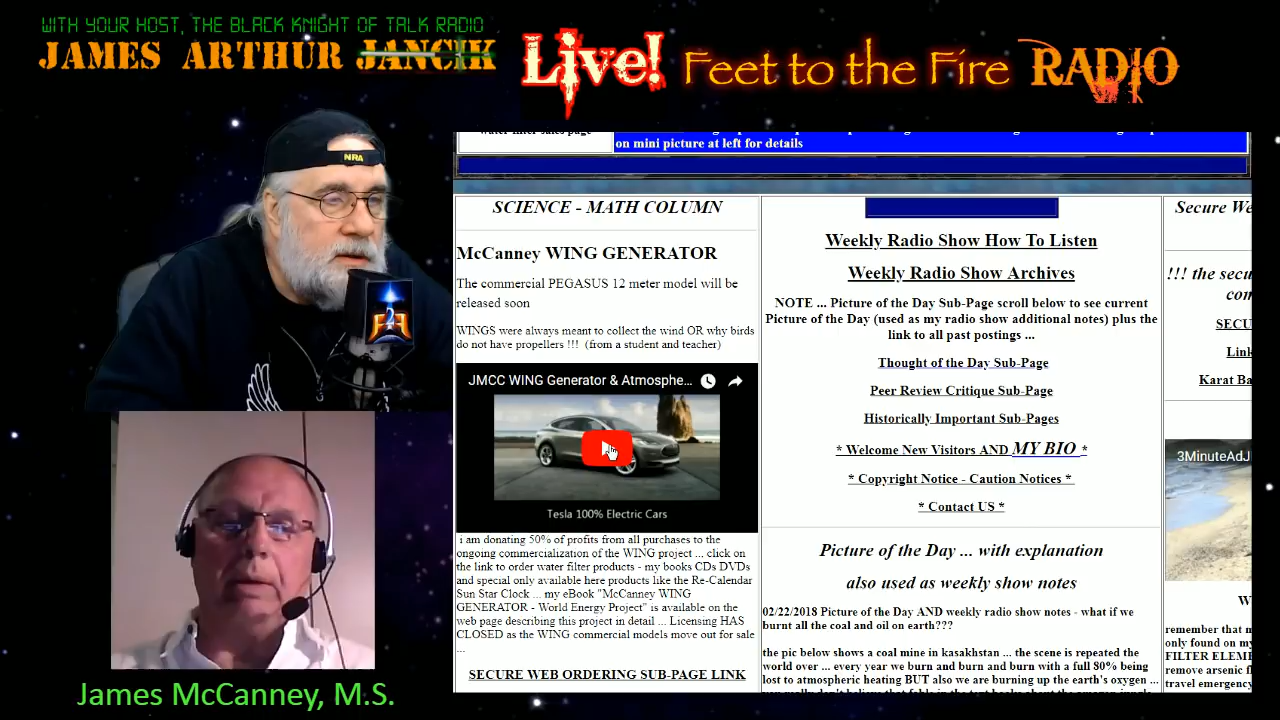 WITH YOUR HOST, THE BLACK KNIGHT OF TALK RADIO
JAMES ARTHUR JANCIK
Live! Feet to the Fire RADIO
NRA
on mini picture at left for details
SCIENCE - MATH COLUMN
McCanney WING GENERATOR
The commercial PEGASUS 12 meter model will be
released soon
WINGS were always meant to collect the wind OR why birds
do not have propellers !!! (from a student and teacher)
JMCC WING Generator & Atmosphe...
Tesla 100% Electric Cars
i am donating 50% of profits from all purchases to the
ongoing commercialization of the WING project ... click on
the link to order water filter products - my books CDs DVDs
and special only available here products like the Re-Calendar
Sun Star Clock ... my eBook "McCanney WING
GENERATOR - World Energy Project" is available on the
web page describing this project in detail ... Licensing HAS
CLOSED as the WING commercial models move out for sale
...
SECURE WEB ORDERING SUB-PAGE LINK
Weekly Radio Show How To Listen
Weekly Radio Show Archives
NOTE ... Picture of the Day Sub-Page scroll below to see current
Picture of the Day (used as my radio show additional notes) plus the
link to all past postings ...
Thought of the Day Sub-Page
Peer Review Critique Sub-Page
Historically Important Sub-Pages
* Welcome New Visitors AND MY BIO *
* Copyright Notice - Caution Notices *
* Contact US *
Picture of the Day ... with explanation
also used as weekly show notes
02/22/2018 Picture of the Day AND weekly radio show notes - what if we
burnt all the coal and oil on earth???
the pic below shows a coal mine in kasakhstan ... the scene is repeated the
world over ... every year we burn and burn and burn with a full 80% being
lost to atmospheric heating BUT also we are burning up the earth's oxygen ...
Secure We
!!! the secu
con
SECU
Link
Karat Ba
3MinuteAdJ
W
remember that m
only found on my
FILTER ELEME
remove arsenic f
travel emergency
James McCanney, M.S.